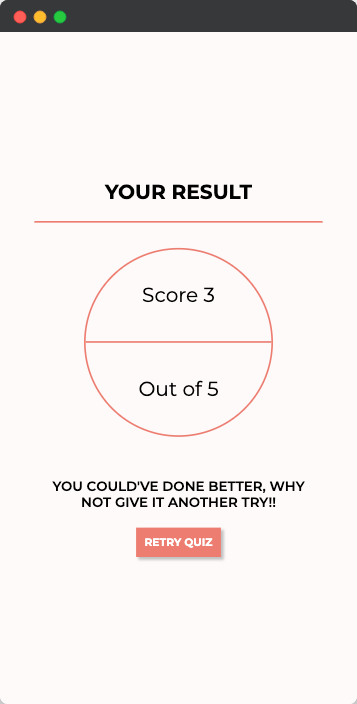 YOUR RESULT
Score 3
Out of 5
YOU COULD'VE DONE BETTER, WHY
NOT GIVE IT ANOTHER TRY!!
RETRY QUIZ